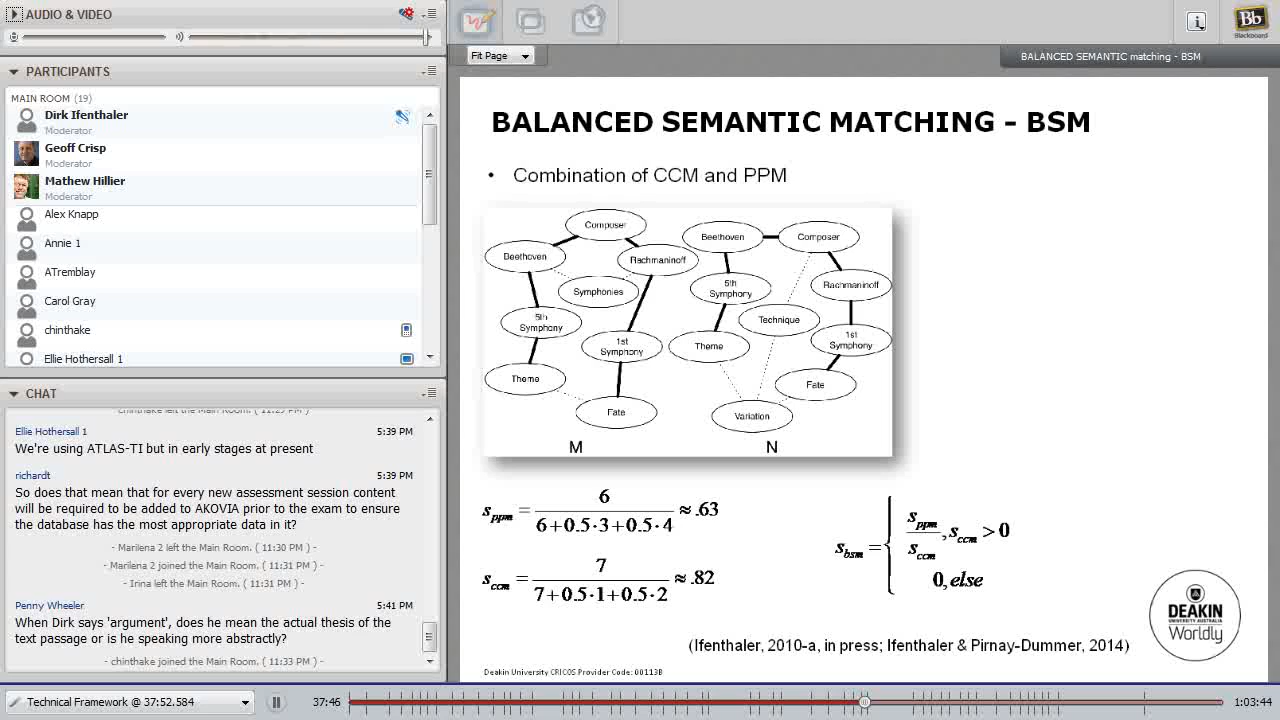 AUDIO & VIDEO
PARTICIPANTS
MAIN ROOM (19)
Dirk Ifenthaler
Moderator
Geoff Crisp
Moderator
Mathew Hillier
Moderator
Alex Knapp
Annie 1
ATremblay
Carol Gray
chinthake
Ellie Hothersall 1
CHAT
chinthake left the Main Room. ( 11:29 PM )
Ellie Hothersall 1 5:39 PM
We're using ATLAS-TI but in early stages at present
richardt 5:39 PM
So does that mean that for every new assessment session content
will be required to be added to AKOVIA prior to the exam to ensure
the database has the most appropriate data in it?
- Marilena 2 left the Main Room. ( 11:30 PM ) -
- Marilena 2 joined the Main Room. ( 11:31 PM ) -
- Irina left the Main Room. ( 11:31 PM ) -
Penny Wheeler 5:41 PM
When Dirk says 'argument', does he mean the actual thesis of the
text passage or is he speaking more abstractly?
- chinthake joined the Main Room. ( 11:33 PM ) -
Technical Framework @ 37:52.584
37:46
1:03:44
Fit Page
i
Bb
Blackboard
BALANCED SEMANTIC matching - BSM
BALANCED SEMANTIC MATCHING - BSM
• Combination of CCM and PPM
Composer
Beethoven
Rachmaninoff
Symphonies
5th
Symphony
1st
Symphony
Theme
Fate
M
Beethoven
Composer
5th
Symphony
Rachmaninoff
Technique
Theme
1st
Symphony
Fate
Variation
N
s_ppm = 6 / (6+0.5·3+0.5·4) ≈ .63
s_ccm = 7 / (7+0.5·1+0.5·2) ≈ .82
s_bsm = { s_ppm / s_ccm , s_ccm > 0
0, else
(Ifenthaler, 2010-a, in press; Ifenthaler & Pirnay-Dummer, 2014)
DEAKIN
UNIVERSITY AUSTRALIA
Worldly
Deakin University CRICOS Provider Code: 00113B